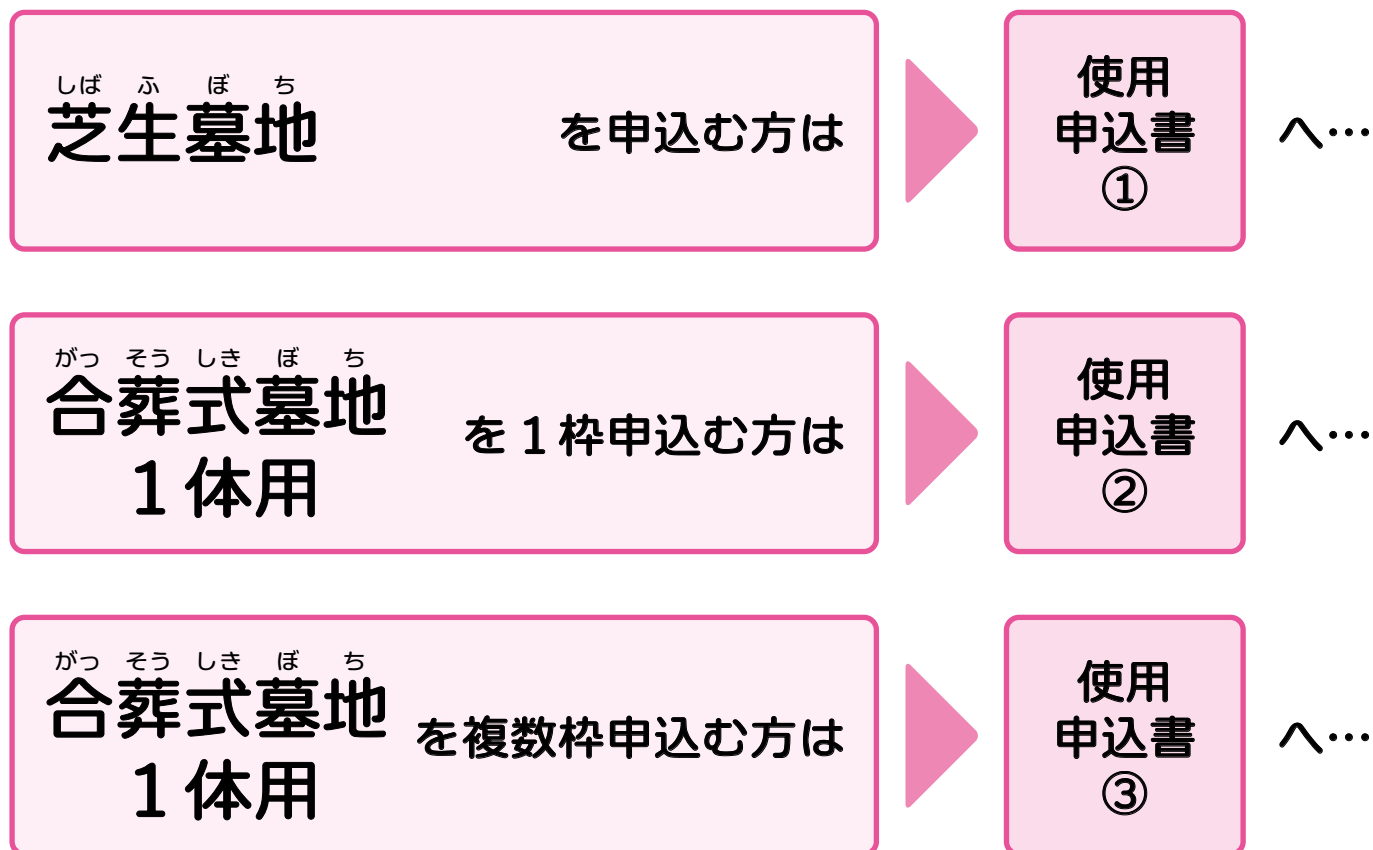 しばふぼち
芝生墓地
を申込む方は
使用
申込書
①
へ…
がっそうしきぼち
合葬式墓地
１体用
を１枠申込む方は
使用
申込書
②
へ…
がっそうしきぼち
合葬式墓地
１体用
を複数枠申込む方は
使用
申込書
③
へ…